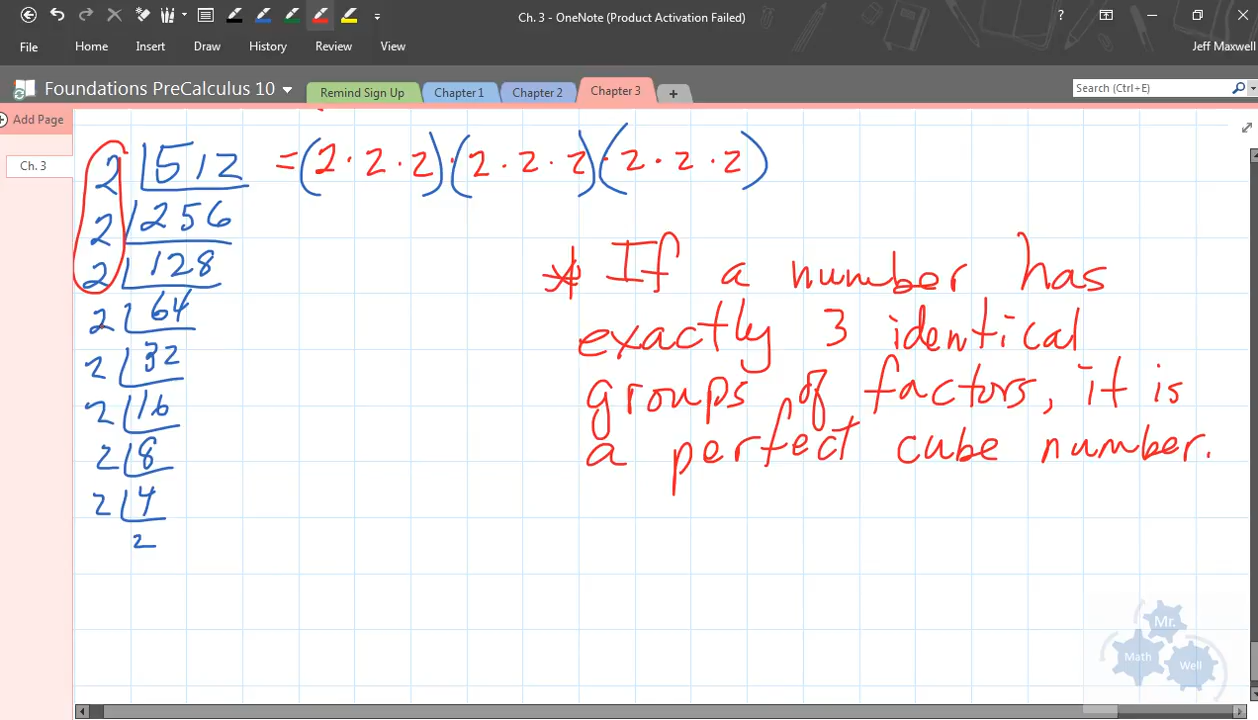 Ch. 3 - OneNote (Product Activation Failed)
?
File Home Insert Draw History Review View
Jeff Maxwell
Foundations PreCalculus 10
Remind Sign Up Chapter 1 Chapter 2 Chapter 3 +
Search (Ctrl+E)
Add Page
Ch. 3
2 512 = (2 · 2 · 2) · (2 · 2 · 2) · (2 · 2 · 2)
2 256
2 128
2 64
2 32
2 16
2 8
2 4
2
* If a number has
exactly 3 identical
groups of factors, it is
a perfect cube number.
Mr.
Math Well